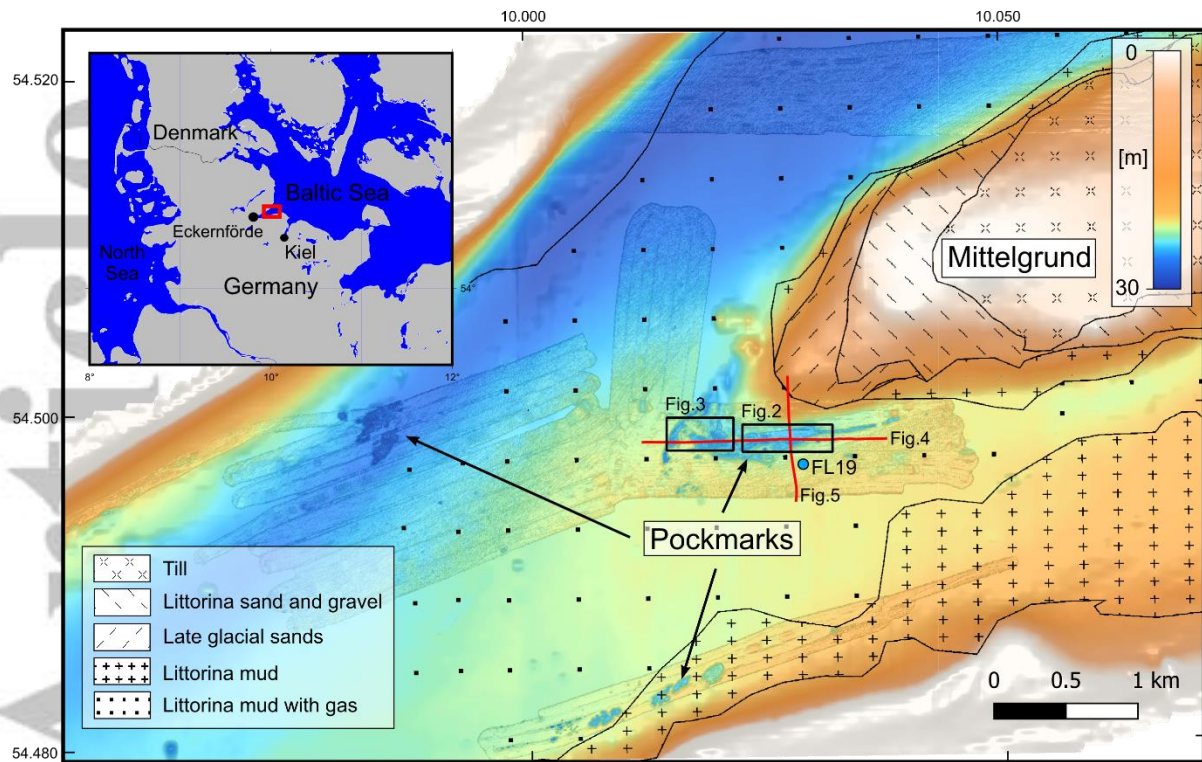 10.000
10.050
54.520
54.500
54.480
Denmark
Baltic Sea
Eckernförde
Kiel
North
Sea
Germany
54°
8°
10°
12°
0
[m]
30
Mittelgrund
Fig.3
Fig.2
Fig.4
FL19
Fig.5
Pockmarks
Till
Littorina sand and gravel
Late glacial sands
Littorina mud
Littorina mud with gas
0 0.5 1 km